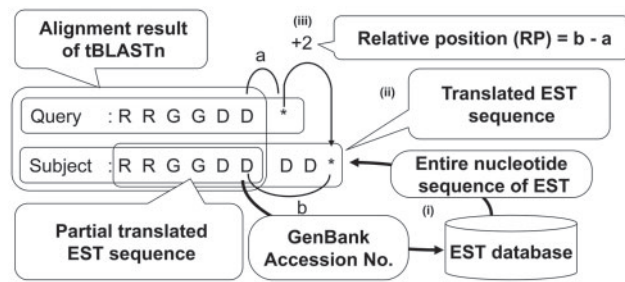 Alignment result
of tBLASTn
(iii)
+2
Relative position (RP) = b - a
a
Query : R R G G D D *
(ii)
Translated EST
sequence
Subject : R R G G D D D D *
Entire nucleotide
sequence of EST
Partial translated
EST sequence
b
(i)
GenBank
Accession No.
EST database